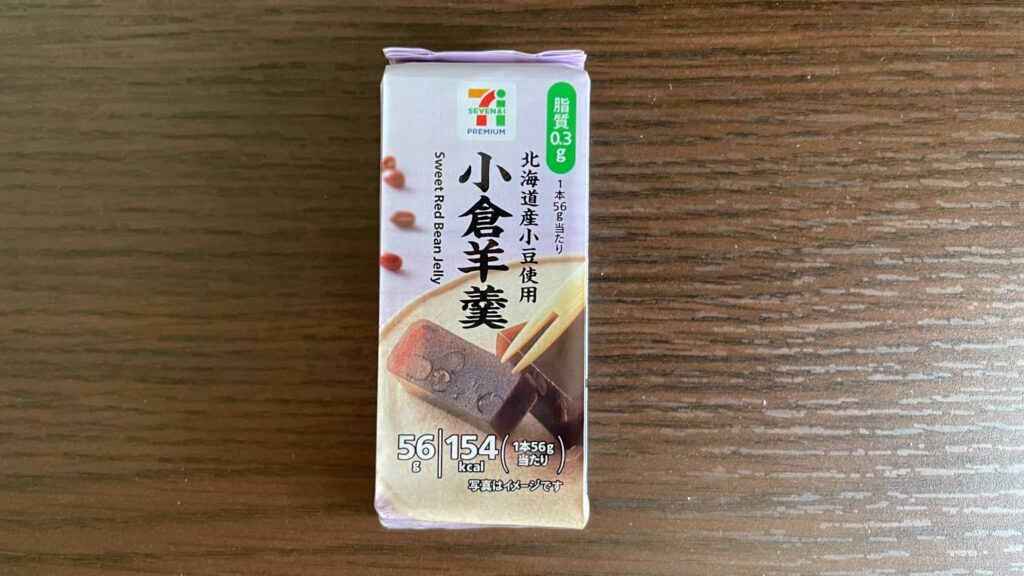 SEVEN&i
PREMIUM
脂質
0.3
g
1本56g当たり
北海道産小豆使用
小倉羊羹
Sweet Red Bean Jelly
56g 154kcal (1本56g当たり)
写真はイメージです